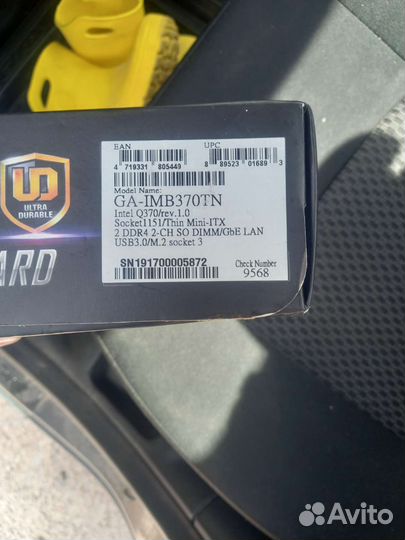 EAN UPC
4 719331 805449 8 89523 01689 3
Model Name:
GA-IMB370TN
Intel Q370/rev.1.0
Socket1151/Thin Mini-ITX
2 DDR4 2-CH SO DIMM/GbE LAN
USB3.0/M.2 socket 3
SN191700005872
Check Number
9568
UD
ULTRA
DURABLE
ARD
Avito